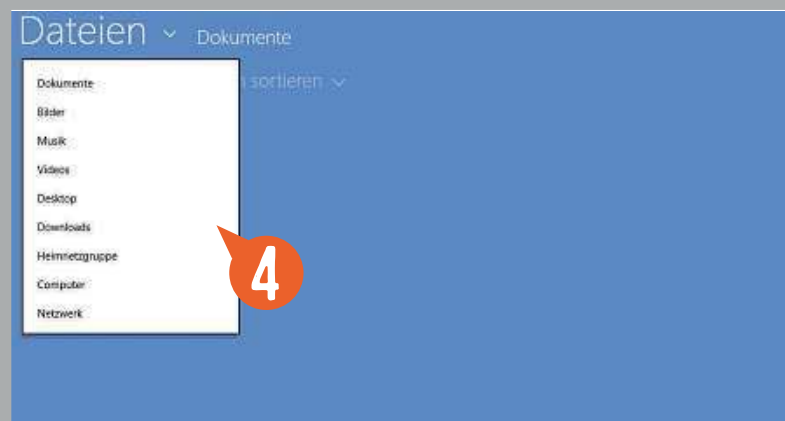 Dateien Dokumente
sortieren
Dokumente
Bilder
Musik
Videos
Desktop
Downloads
Heimnetzgruppe
Computer
Netzwerk
4